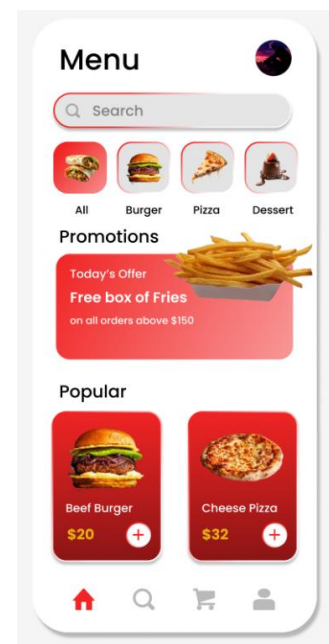 Menu
Search
All
Burger
Pizza
Dessert
Promotions
Today's Offer
Free box of Fries
on all orders above $150
Popular
Beef Burger
$20
+
Cheese Pizza
$32
+